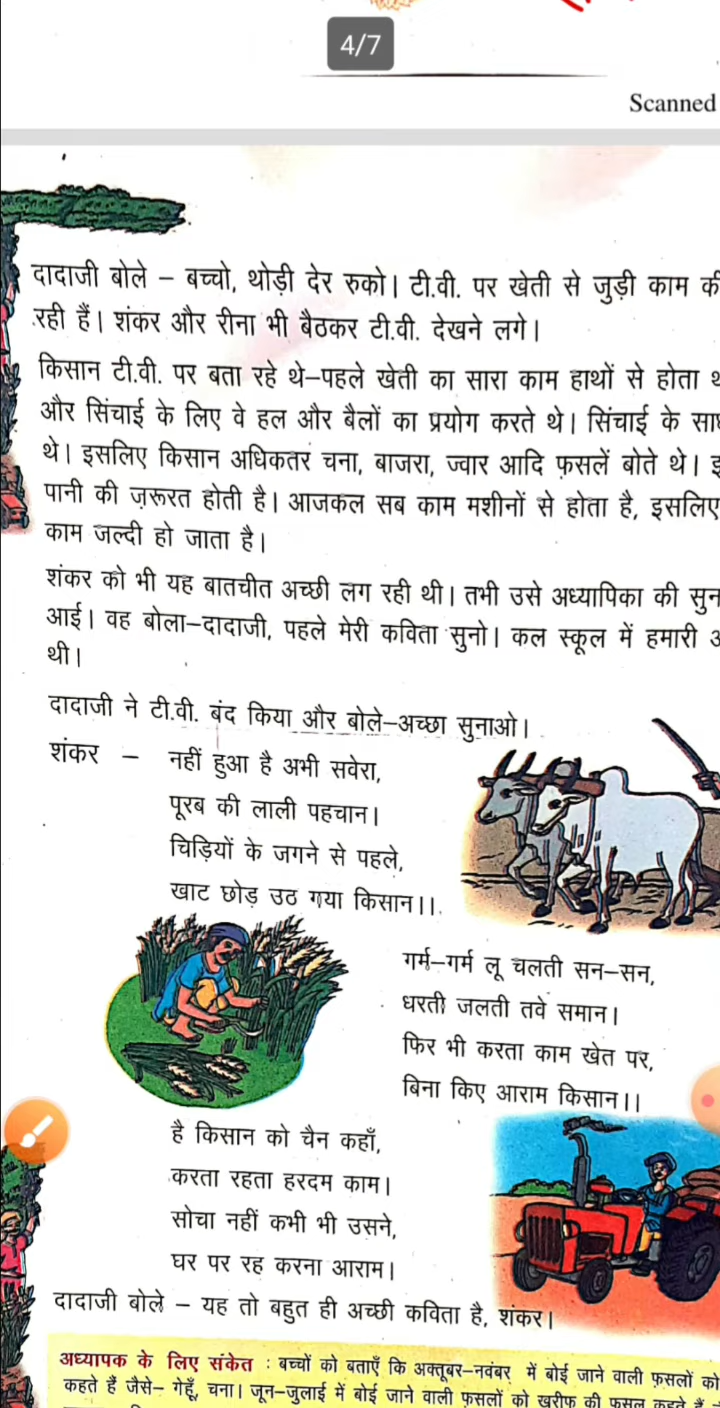 4/7
Scanned
दादाजी बोले – बच्चो, थोड़ी देर रुको। टी.वी. पर खेती से जुड़ी काम की
रही हैं। शंकर और रीना भी बैठकर टी.वी. देखने लगे।
किसान टी.वी. पर बता रहे थे–पहले खेती का सारा काम हाथों से होता
और सिंचाई के लिए वे हल और बैलों का प्रयोग करते थे। सिंचाई के
थे। इसलिए किसान अधिकतर चना, बाजरा, ज्वार आदि फ़सलें बोते थे।
पानी की ज़रूरत होती है। आजकल सब काम मशीनों से होता है, इसलिए
काम जल्दी हो जाता है।
शंकर को भी यह बातचीत अच्छी लग रही थी। तभी उसे अध्यापिका की
आई। वह बोला–दादाजी, पहले मेरी कविता सुनो। कल स्कूल में हमारी
थी।
दादाजी ने टी.वी. बंद किया और बोले–अच्छा सुनाओ।
शंकर – नहीं हुआ है अभी सवेरा,
पूरब की लाली पहचान।
चिड़ियों के जगने से पहले,
खाट छोड़ उठ गया किसान।।
गर्म–गर्म लू चलती सन–सन,
धरती जलती तवे समान।
फिर भी करता काम खेत पर,
बिना किए आराम किसान।।
है किसान को चैन कहाँ,
करता रहता हरदम काम।
सोचा नहीं कभी भी उसने,
घर पर रह करना आराम।
दादाजी बोले – यह तो बहुत ही अच्छी कविता है, शंकर।
अध्यापक के लिए संकेत : बच्चों को बताएँ कि अक्तूबर–नवंबर में बोई जाने वाली फ़सलों को
कहते हैं जैसे– गेहूँ, चना। जून–जुलाई में बोई जाने वाली फ़सलों को खरीफ की फसल कहते हैं